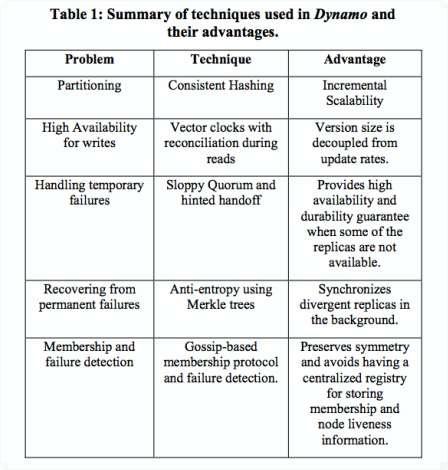 Table 1: Summary of techniques used in Dynamo and
their advantages.
Problem Technique Advantage
Partitioning Consistent Hashing Incremental
Scalability
High Availability
for writes
Vector clocks with
reconciliation during
reads
Version size is
decoupled from
update rates.
Handling temporary
failures
Sloppy Quorum and
hinted handoff
Provides high
availability and
durability guarantee
when some of the
replicas are not
available.
Recovering from
permanent failures
Anti-entropy using
Merkle trees
Synchronizes
divergent replicas in
the background.
Membership and
failure detection
Gossip-based
membership protocol
and failure detection.
Preserves symmetry
and avoids having a
centralized registry
for storing
membership and
node liveness
information.